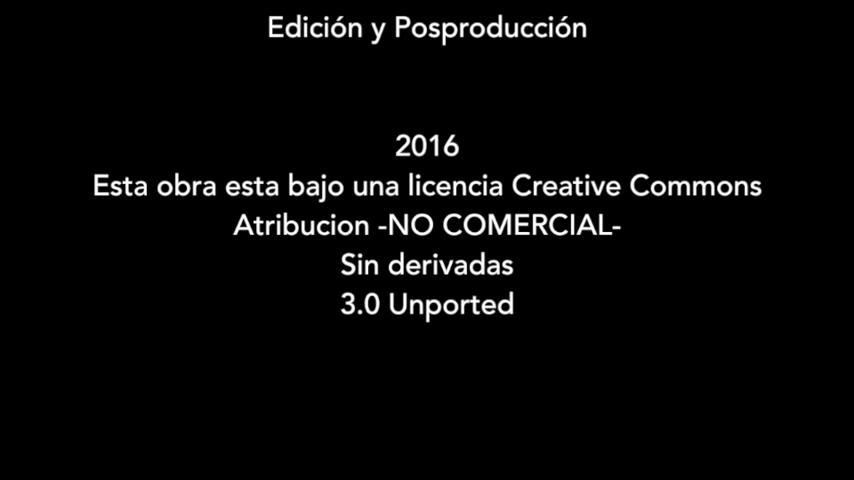 Edición y Posproducción
2016
Esta obra esta bajo una licencia Creative Commons
Atribucion -NO COMERCIAL-
Sin derivadas
3.0 Unported